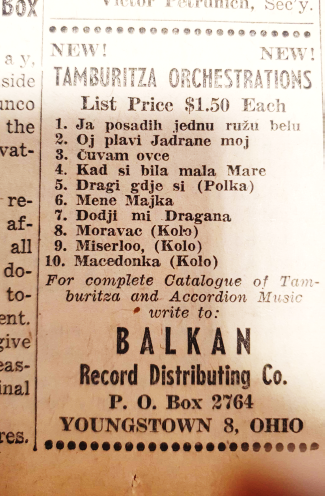 Box
Victor Petrunich, Sec'y.
a y,
side
unco
the
vat-
re-
af-
all
do-
to-
ent.
give
eas-
inal
res.
NEW! NEW!
TAMBURITZA ORCHESTRATIONS
List Price $1.50 Each
1. Ja posadih jednu ružu belu
2. Oj plavi Jadrane moj
3. Čuvam ovce
4. Kad si bila mala Mare
5. Dragi gdje si (Polka)
6. Mene Majka
7. Dodji mi Dragana
8. Moravac (Kolo)
9. Miserloo, (Kolo)
10. Macedonka (Kolo)
For complete Catalogue of Tam-
buritza and Accordion Music
write to:
BALKAN
Record Distributing Co.
P. O. Box 2764
YOUNGSTOWN 8, OHIO